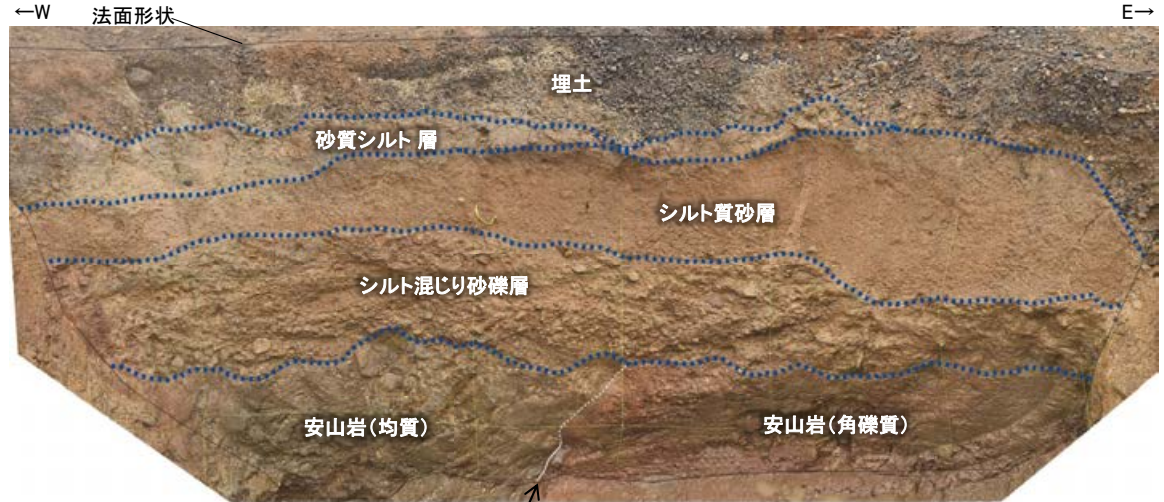 ←W
法面形状
E→
埋土
砂質シルト 層
シルト質砂層
シルト混じり砂礫層
安山岩(均質)
安山岩(角礫質)